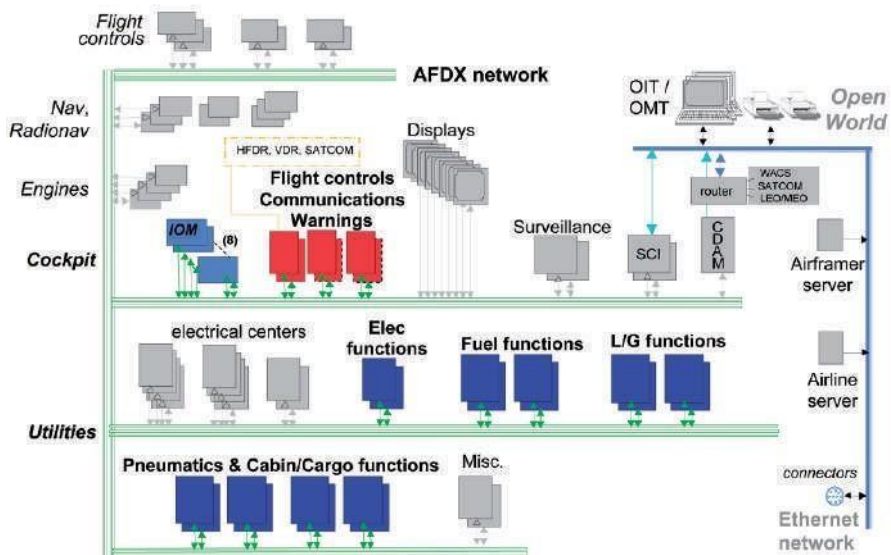 Flight
controls
AFDX network
OIT /
OMT
Open
World
Nav,
Radionav
HFDR, VDR, SATCOM
Displays
Engines
Flight controls
Communications
Warnings
WACS
SATCOM
LEO/MEO
router
IOM
(8)
Surveillance
Cockpit
SCI
CDAM
Airframer
server
electrical centers
Elec
functions
Fuel functions
L/G functions
Airline
server
Utilities
Pneumatics & Cabin/Cargo functions
Misc.
connectors
Ethernet
network